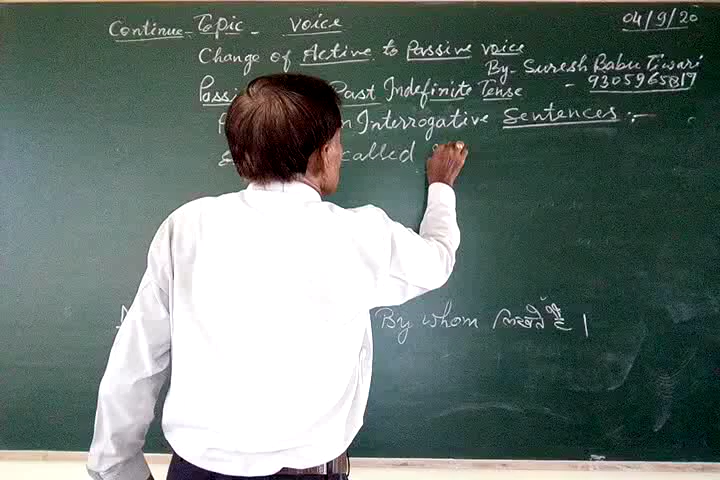 Continue - Topic - voice 04/9/20
Change of Active to Passive voice
By - Suresh Babu Tiwari
Past Indefinite Tense - 9305965819
Interrogative Sentences :-
called
By whom लिखते हैं ।